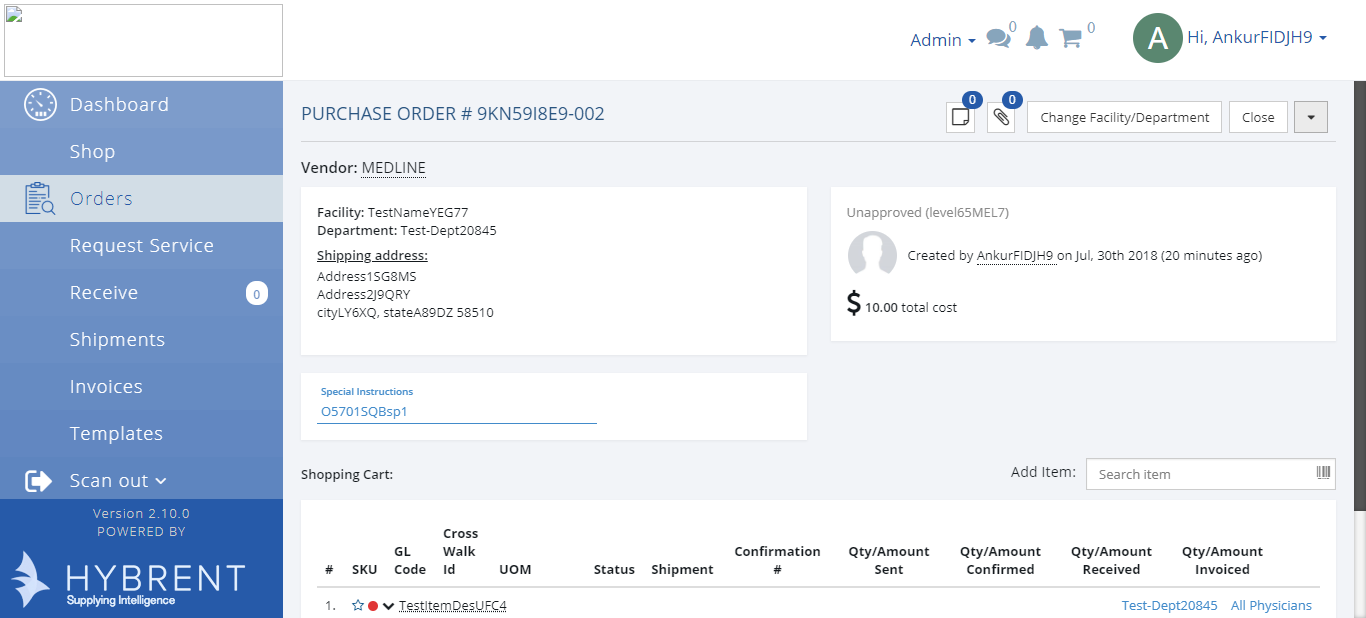 Admin
0
0
A
Hi, AnkurFIDJH9
Dashboard
Shop
Orders
Request Service
Receive
0
Shipments
Invoices
Templates
Scan out
Version 2.10.0
POWERED BY
HYBRENT
Supplying Intelligence
PURCHASE ORDER # 9KN59I8E9-002
0
0
Change Facility/Department
Close
Vendor: MEDLINE
Facility: TestNameYEG77
Department: Test-Dept20845
Shipping address:
Address1SG8MS
Address2J9QRY
cityLY6XQ, stateA89DZ 58510
Unapproved (level65MEL7)
Created by AnkurFIDJH9 on Jul, 30th 2018 (20 minutes ago)
$ 10.00 total cost
Special Instructions
O5701SQBsp1
Shopping Cart:
Add Item:
Search item
#
SKU
GL
Code
Cross
Walk
Id
UOM
Status
Shipment
Confirmation
#
Qty/Amount
Sent
Qty/Amount
Confirmed
Qty/Amount
Received
Qty/Amount
Invoiced
1.
TestItemDesUFC4
Test-Dept20845
All Physicians